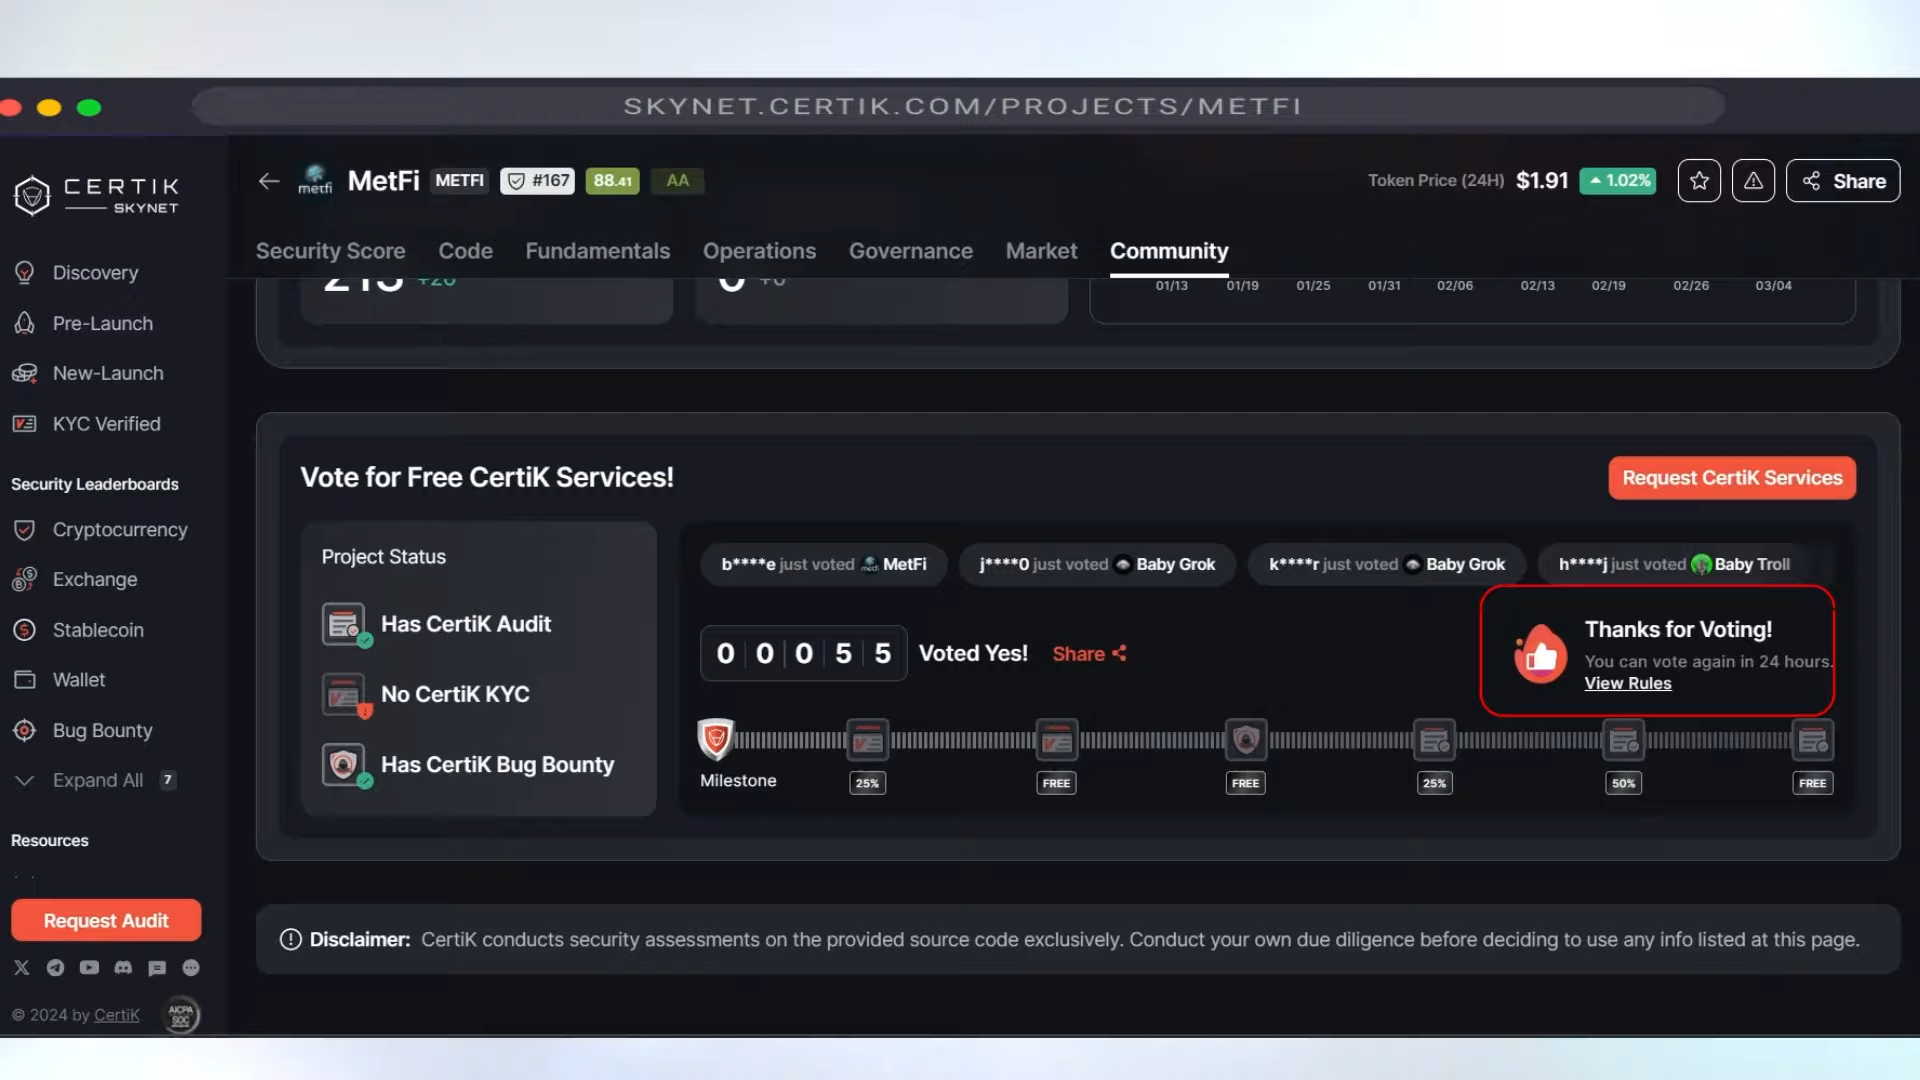 SKYNET.CERTIK.COM/PROJECTS/METFI
CERTIK
SKYNET
Discovery
Pre-Launch
New-Launch
KYC Verified
Security Leaderboards
Cryptocurrency
Exchange
Stablecoin
Wallet
Bug Bounty
Expand All 7
Resources
Request Audit
© 2024 by CertiK
AICPA
SOC
metfi MetFi METFI #167 88.41 AA
Token Price (24H) $1.91 1.02% Share
Security Score Code Fundamentals Operations Governance Market Community
01/13 01/19 01/25 01/31 02/06 02/13 02/19 02/26 03/04
Vote for Free CertiK Services!
Request CertiK Services
Project Status
Has CertiK Audit
No CertiK KYC
Has CertiK Bug Bounty
b****e just voted MetFi
j****0 just voted Baby Grok
k****r just voted Baby Grok
h****j just voted Baby Troll
0 0 0 5 5 Voted Yes! Share
Thanks for Voting!
You can vote again in 24 hours.
View Rules
Milestone 25% FREE FREE 25% 50% FREE
Disclaimer: CertiK conducts security assessments on the provided source code exclusively. Conduct your own due diligence before deciding to use any info listed at this page.